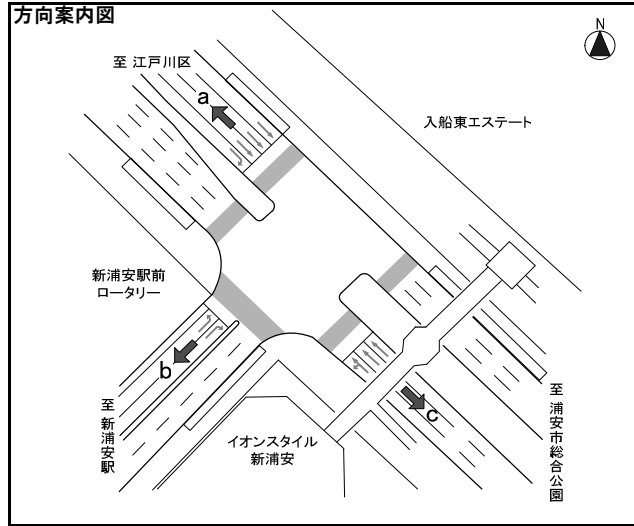 方向案内図
N
至 江戸川区
a
入船東エステート
新浦安駅前
ロータリー
b
c
至 新浦安駅
イオンスタイル
新浦安
至 浦安市総合公園